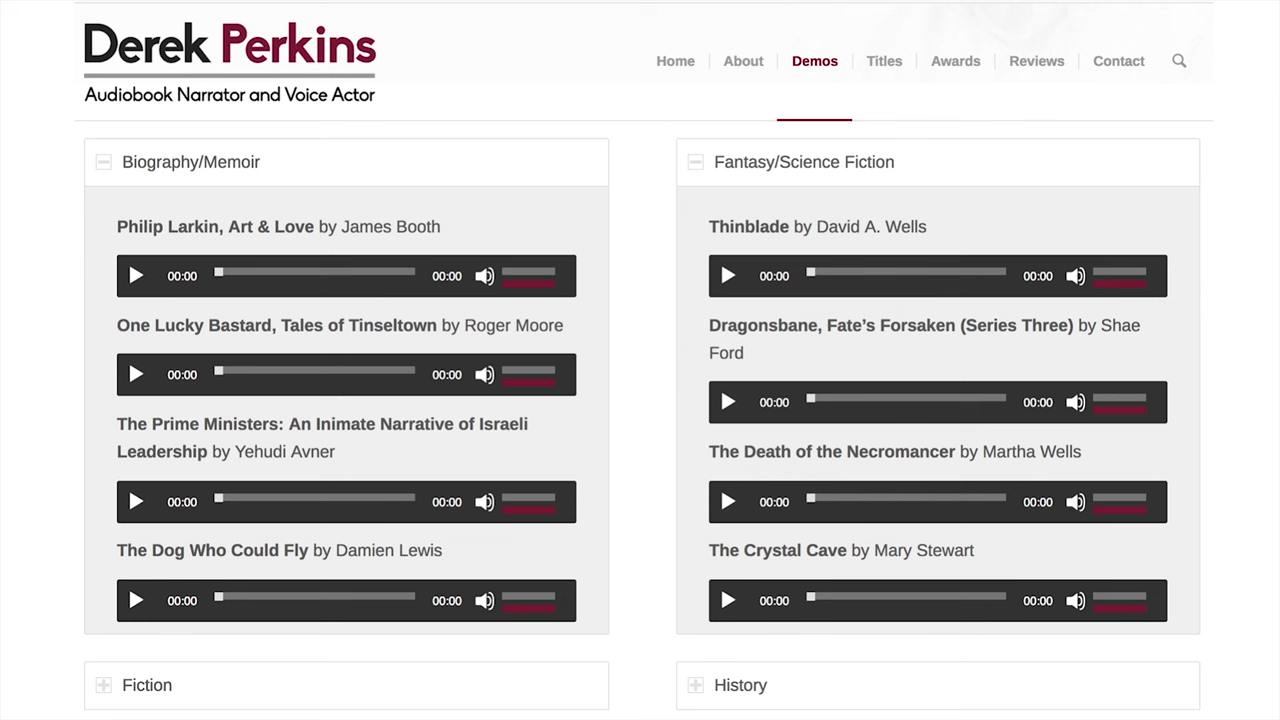 Derek Perkins
Audiobook Narrator and Voice Actor
Home
About
Demos
Titles
Awards
Reviews
Contact
Biography/Memoir
Philip Larkin, Art & Love by James Booth
00:00
00:00
One Lucky Bastard, Tales of Tinseltown by Roger Moore
00:00
00:00
The Prime Ministers: An Inimate Narrative of Israeli
Leadership by Yehudi Avner
00:00
00:00
The Dog Who Could Fly by Damien Lewis
00:00
00:00
Fantasy/Science Fiction
Thinblade by David A. Wells
00:00
00:00
Dragonsbane, Fate’s Forsaken (Series Three) by Shae
Ford
00:00
00:00
The Death of the Necromancer by Martha Wells
00:00
00:00
The Crystal Cave by Mary Stewart
00:00
00:00
Fiction
History